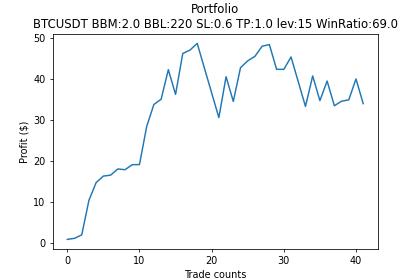 Portfolio
BTCUSDT BBM:2.0 BBL:220 SL:0.6 TP:1.0 lev:15 WinRatio:69.0
50
40
30
20
10
0
Profit ($)
0 10 20 30 40
Trade counts